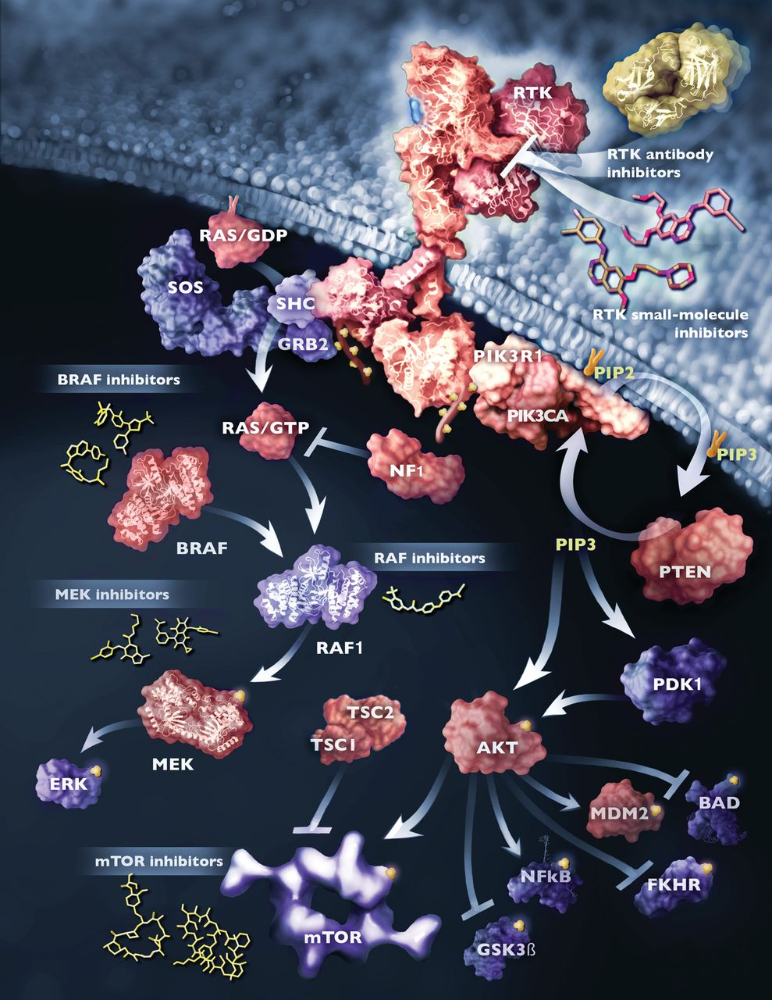 RTK
RTK antibody
inhibitors
RAS/GDP
SOS
SHC
GRB2
RTK small-molecule
inhibitors
PIK3R1
PIP2
BRAF inhibitors
PIK3CA
RAS/GTP
PIP3
NF1
BRAF
PIP3
RAF inhibitors
PTEN
MEK inhibitors
RAF1
PDK1
TSC2
TSC1
AKT
MEK
ERK
BAD
MDM2
mTOR inhibitors
NFkB
FKHR
mTOR
GSK3ß